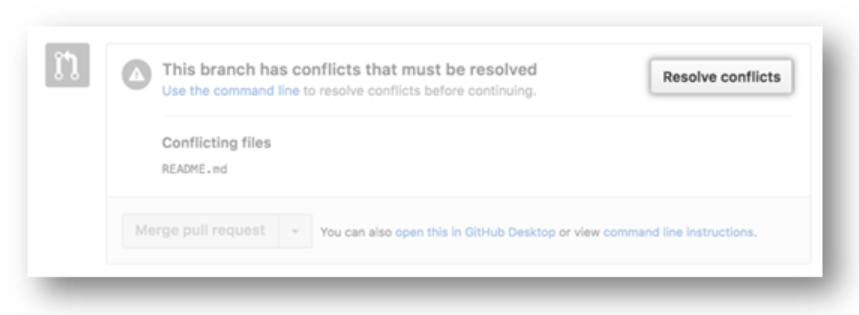 This branch has conflicts that must be resolved
Use the command line to resolve conflicts before continuing.
Resolve conflicts
Conflicting files
README.md
Merge pull request
You can also open this in GitHub Desktop or view command line instructions.